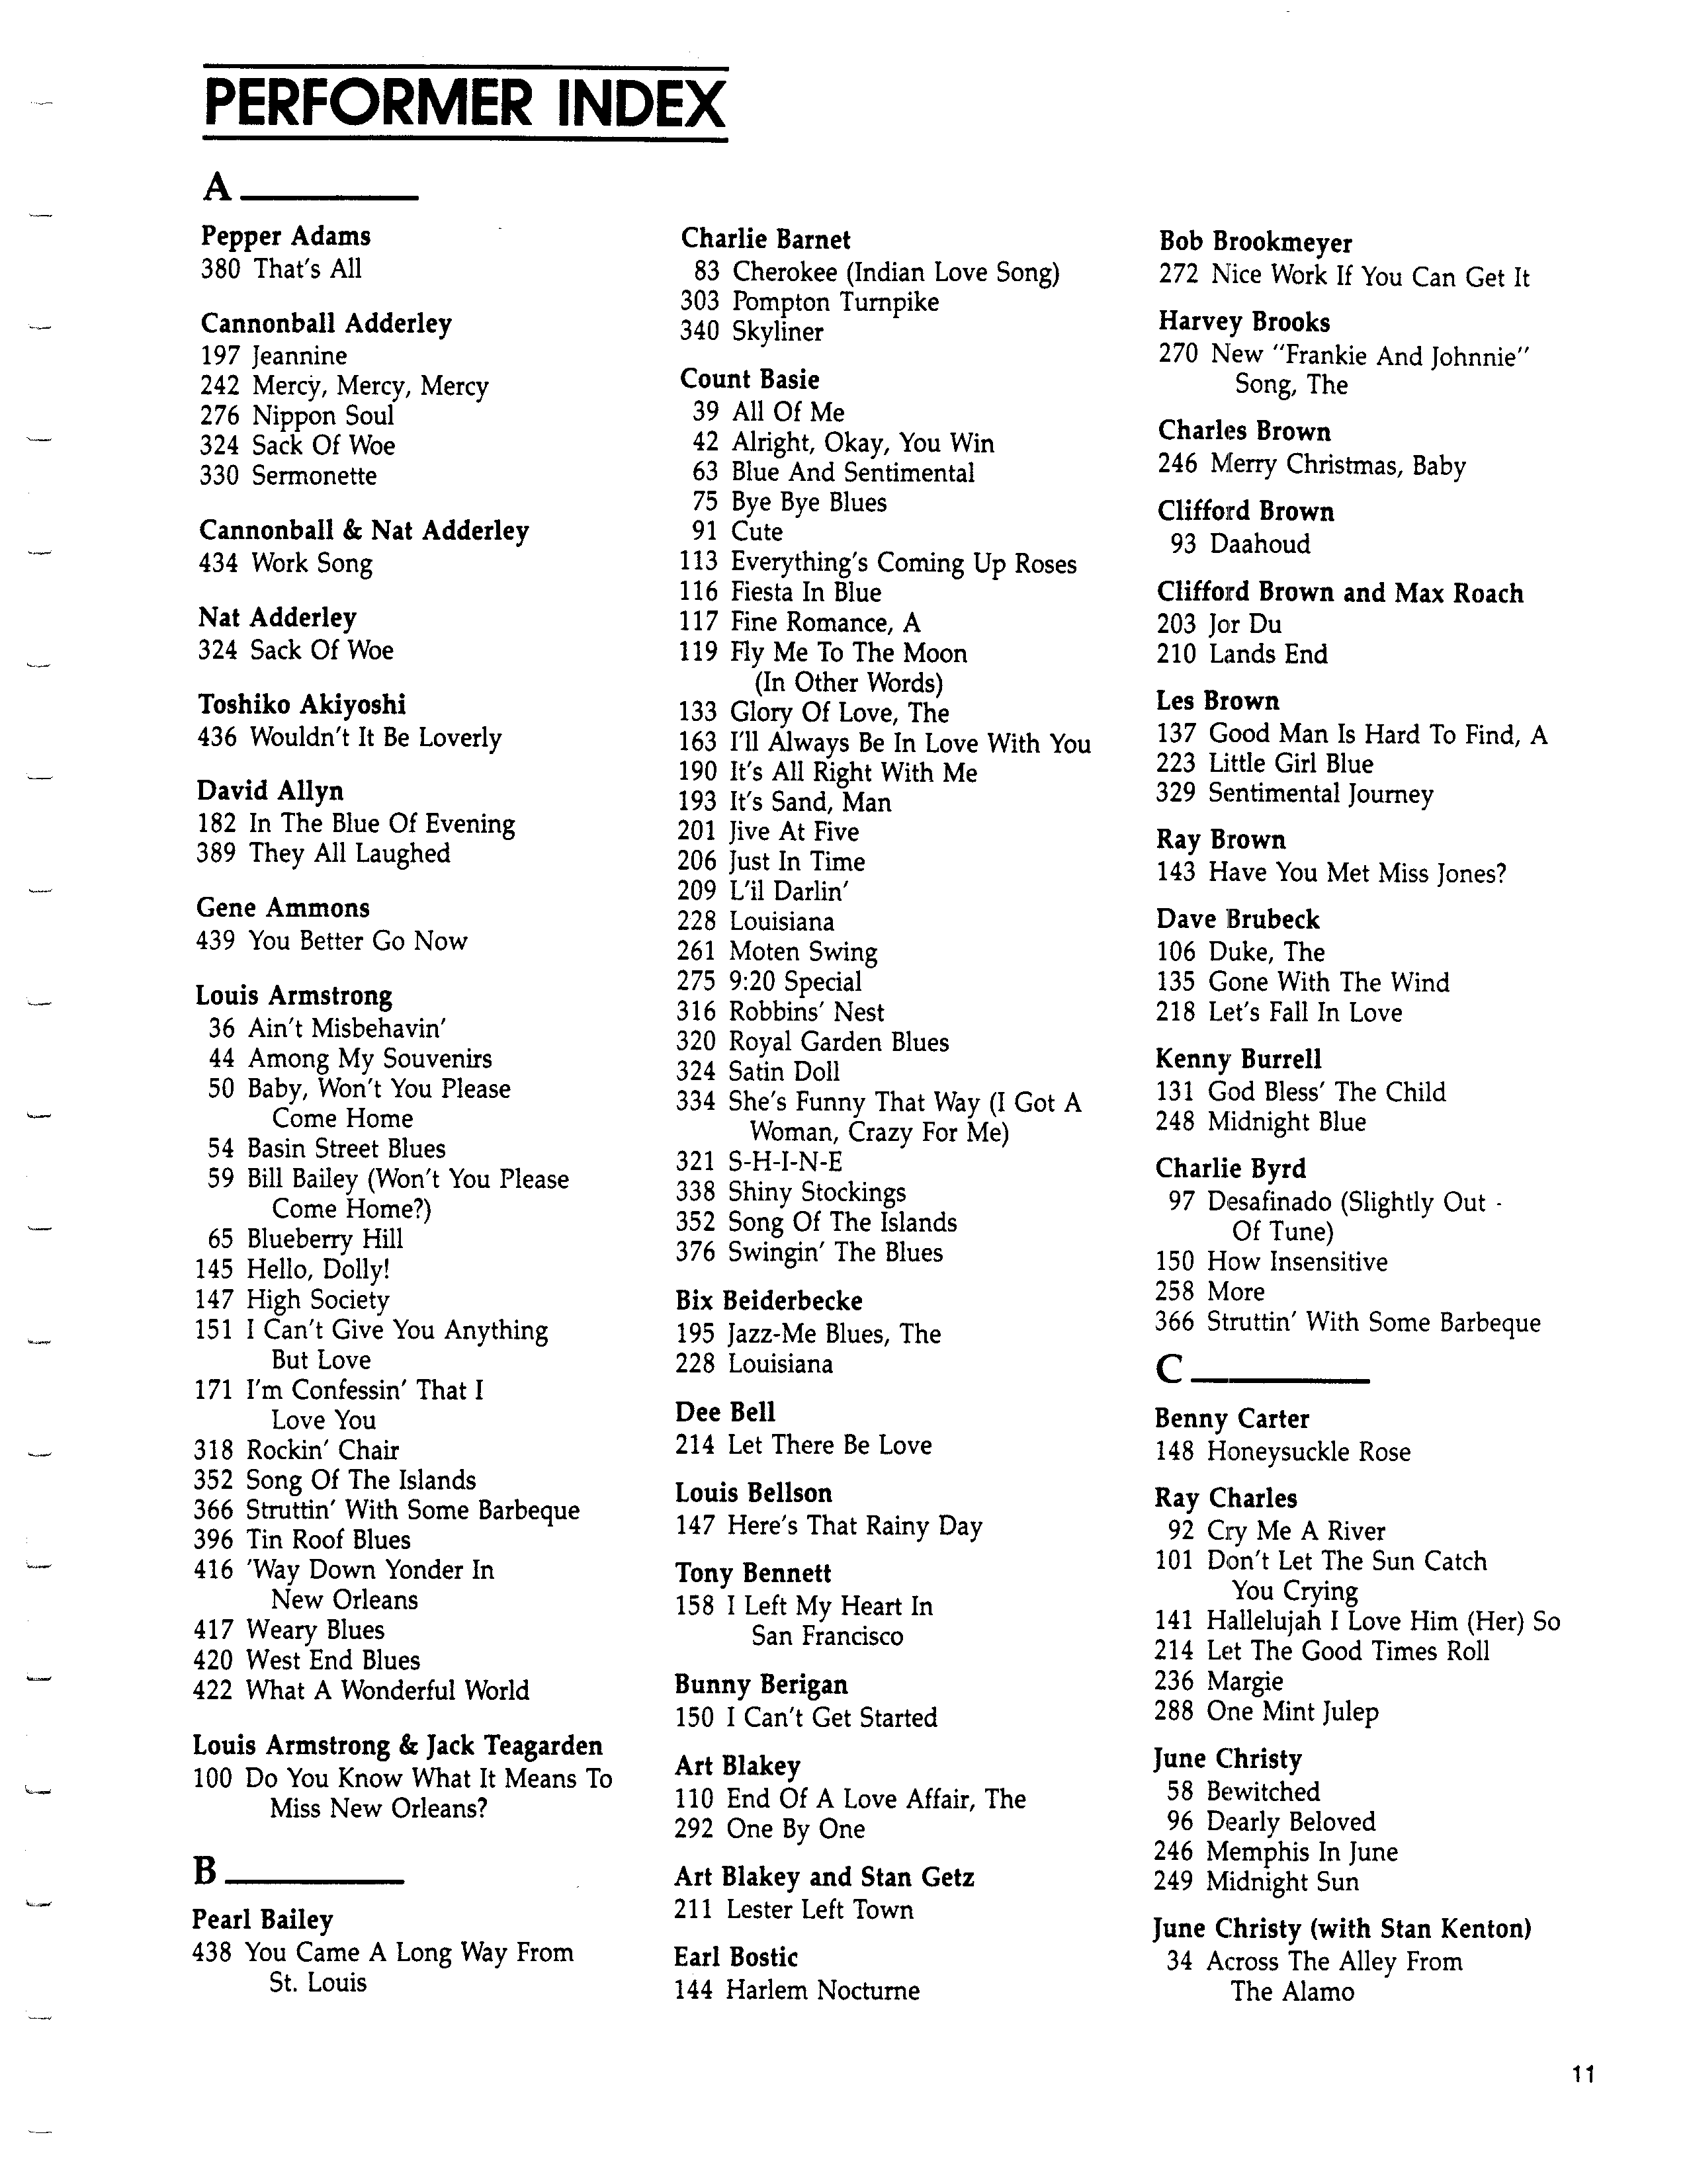 PERFORMER INDEX
A
Pepper Adams
380 That's All
Cannonball Adderley
197 Jeannine
242 Mercy, Mercy, Mercy
276 Nippon Soul
324 Sack Of Woe
330 Sermonette
Cannonball & Nat Adderley
434 Work Song
Nat Adderley
324 Sack Of Woe
Toshiko Akiyoshi
436 Wouldn't It Be Loverly
David Allyn
182 In The Blue Of Evening
389 They All Laughed
Gene Ammons
439 You Better Go Now
Louis Armstrong
36 Ain't Misbehavin'
44 Among My Souvenirs
50 Baby, Won't You Please
Come Home
54 Basin Street Blues
59 Bill Bailey (Won't You Please
Come Home?)
65 Blueberry Hill
145 Hello, Dolly!
147 High Society
151 I Can't Give You Anything
But Love
171 I'm Confessin' That I
Love You
318 Rockin' Chair
352 Song Of The Islands
366 Struttin' With Some Barbeque
396 Tin Roof Blues
416 'Way Down Yonder In
New Orleans
417 Weary Blues
420 West End Blues
422 What A Wonderful World
Louis Armstrong & Jack Teagarden
100 Do You Know What It Means To
Miss New Orleans?
B
Pearl Bailey
438 You Came A Long Way From
St. Louis
Charlie Barnet
83 Cherokee (Indian Love Song)
303 Pompton Turnpike
340 Skyliner
Count Basie
39 All Of Me
42 Alright, Okay, You Win
63 Blue And Sentimental
75 Bye Bye Blues
91 Cute
113 Everything's Coming Up Roses
116 Fiesta In Blue
117 Fine Romance, A
119 Fly Me To The Moon
(In Other Words)
133 Glory Of Love, The
163 I'll Always Be In Love With You
190 It's All Right With Me
193 It's Sand, Man
201 Jive At Five
206 Just In Time
209 L'il Darlin'
228 Louisiana
261 Moten Swing
275 9:20 Special
316 Robbins' Nest
320 Royal Garden Blues
324 Satin Doll
334 She's Funny That Way (I Got A
Woman, Crazy For Me)
321 S-H-I-N-E
338 Shiny Stockings
352 Song Of The Islands
376 Swingin' The Blues
Bix Beiderbecke
195 Jazz-Me Blues, The
228 Louisiana
Dee Bell
214 Let There Be Love
Louis Bellson
147 Here's That Rainy Day
Tony Bennett
158 I Left My Heart In
San Francisco
Bunny Berigan
150 I Can't Get Started
Art Blakey
110 End Of A Love Affair, The
292 One By One
Art Blakey and Stan Getz
211 Lester Left Town
Earl Bostic
144 Harlem Nocturne
Bob Brookmeyer
272 Nice Work If You Can Get It
Harvey Brooks
270 New "Frankie And Johnnie"
Song, The
Charles Brown
246 Merry Christmas, Baby
Clifford Brown
93 Daahoud
Clifford Brown and Max Roach
203 Jor Du
210 Lands End
Les Brown
137 Good Man Is Hard To Find, A
223 Little Girl Blue
329 Sentimental Journey
Ray Brown
143 Have You Met Miss Jones?
Dave Brubeck
106 Duke, The
135 Gone With The Wind
218 Let's Fall In Love
Kenny Burrell
131 God Bless' The Child
248 Midnight Blue
Charlie Byrd
97 Desafinado (Slightly Out -
Of Tune)
150 How Insensitive
258 More
366 Struttin' With Some Barbeque
C
Benny Carter
148 Honeysuckle Rose
Ray Charles
92 Cry Me A River
101 Don't Let The Sun Catch
You Crying
141 Hallelujah I Love Him (Her) So
214 Let The Good Times Roll
236 Margie
288 One Mint Julep
June Christy
58 Bewitched
96 Dearly Beloved
246 Memphis In June
249 Midnight Sun
June Christy (with Stan Kenton)
34 Across The Alley From
The Alamo
11